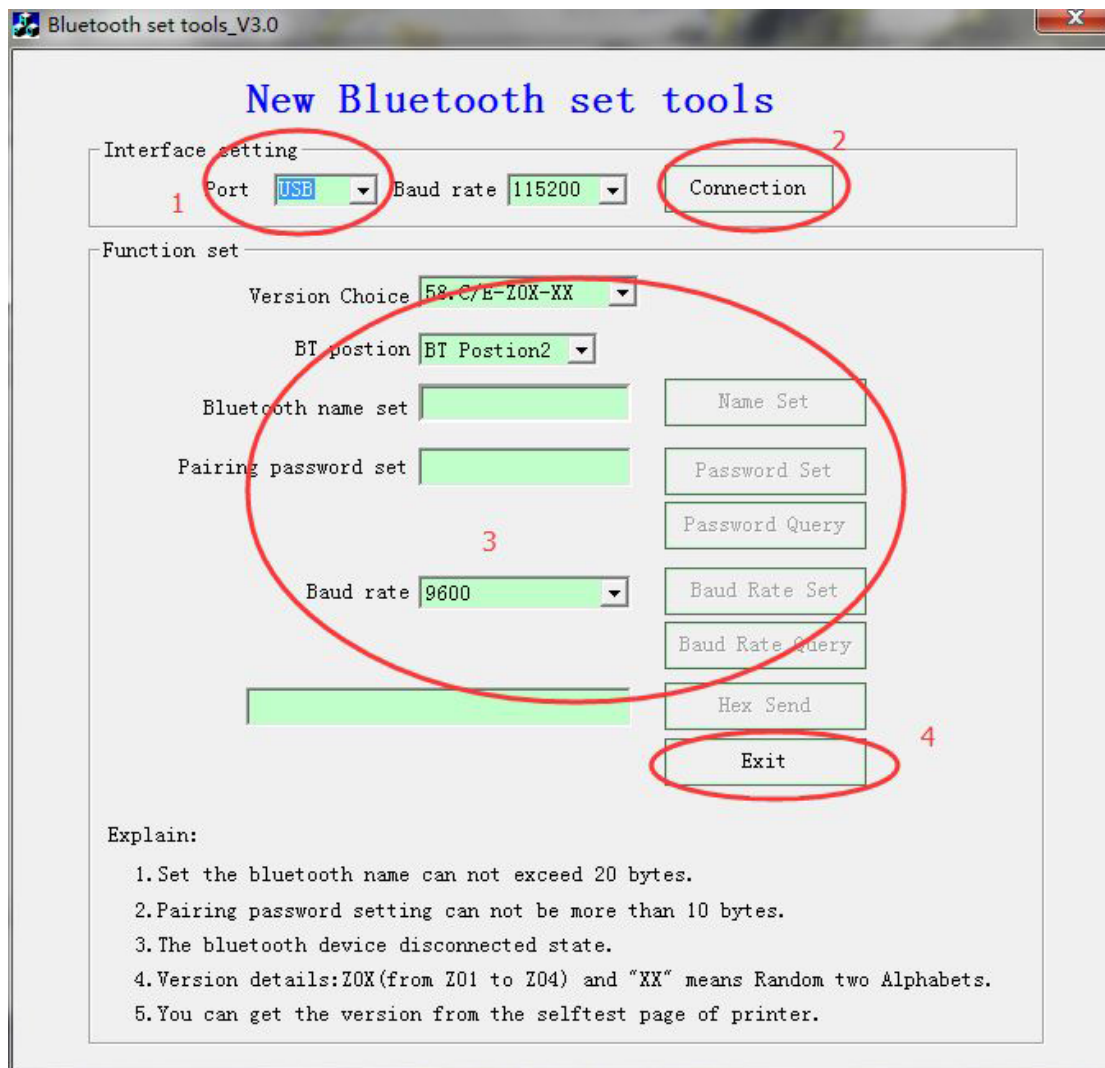 Bluetooth set tools_V3.0
x
New Bluetooth set tools
Interface setting
2
1 Port USB Baud rate 115200 Connection
Function set
Version Choice 58.C/E-Z0X-XX
BT postion BT Postion2
Bluetooth name set Name Set
Pairing password set Password Set
Password Query
3
Baud rate 9600 Baud Rate Set
Baud Rate Query
Hex Send
4
Exit
Explain:
1.Set the bluetooth name can not exceed 20 bytes.
2.Pairing password setting can not be more than 10 bytes.
3.The bluetooth device disconnected state.
4.Version details:Z0X(from Z01 to Z04) and "XX" means Random two Alphabets.
5.You can get the version from the selftest page of printer.